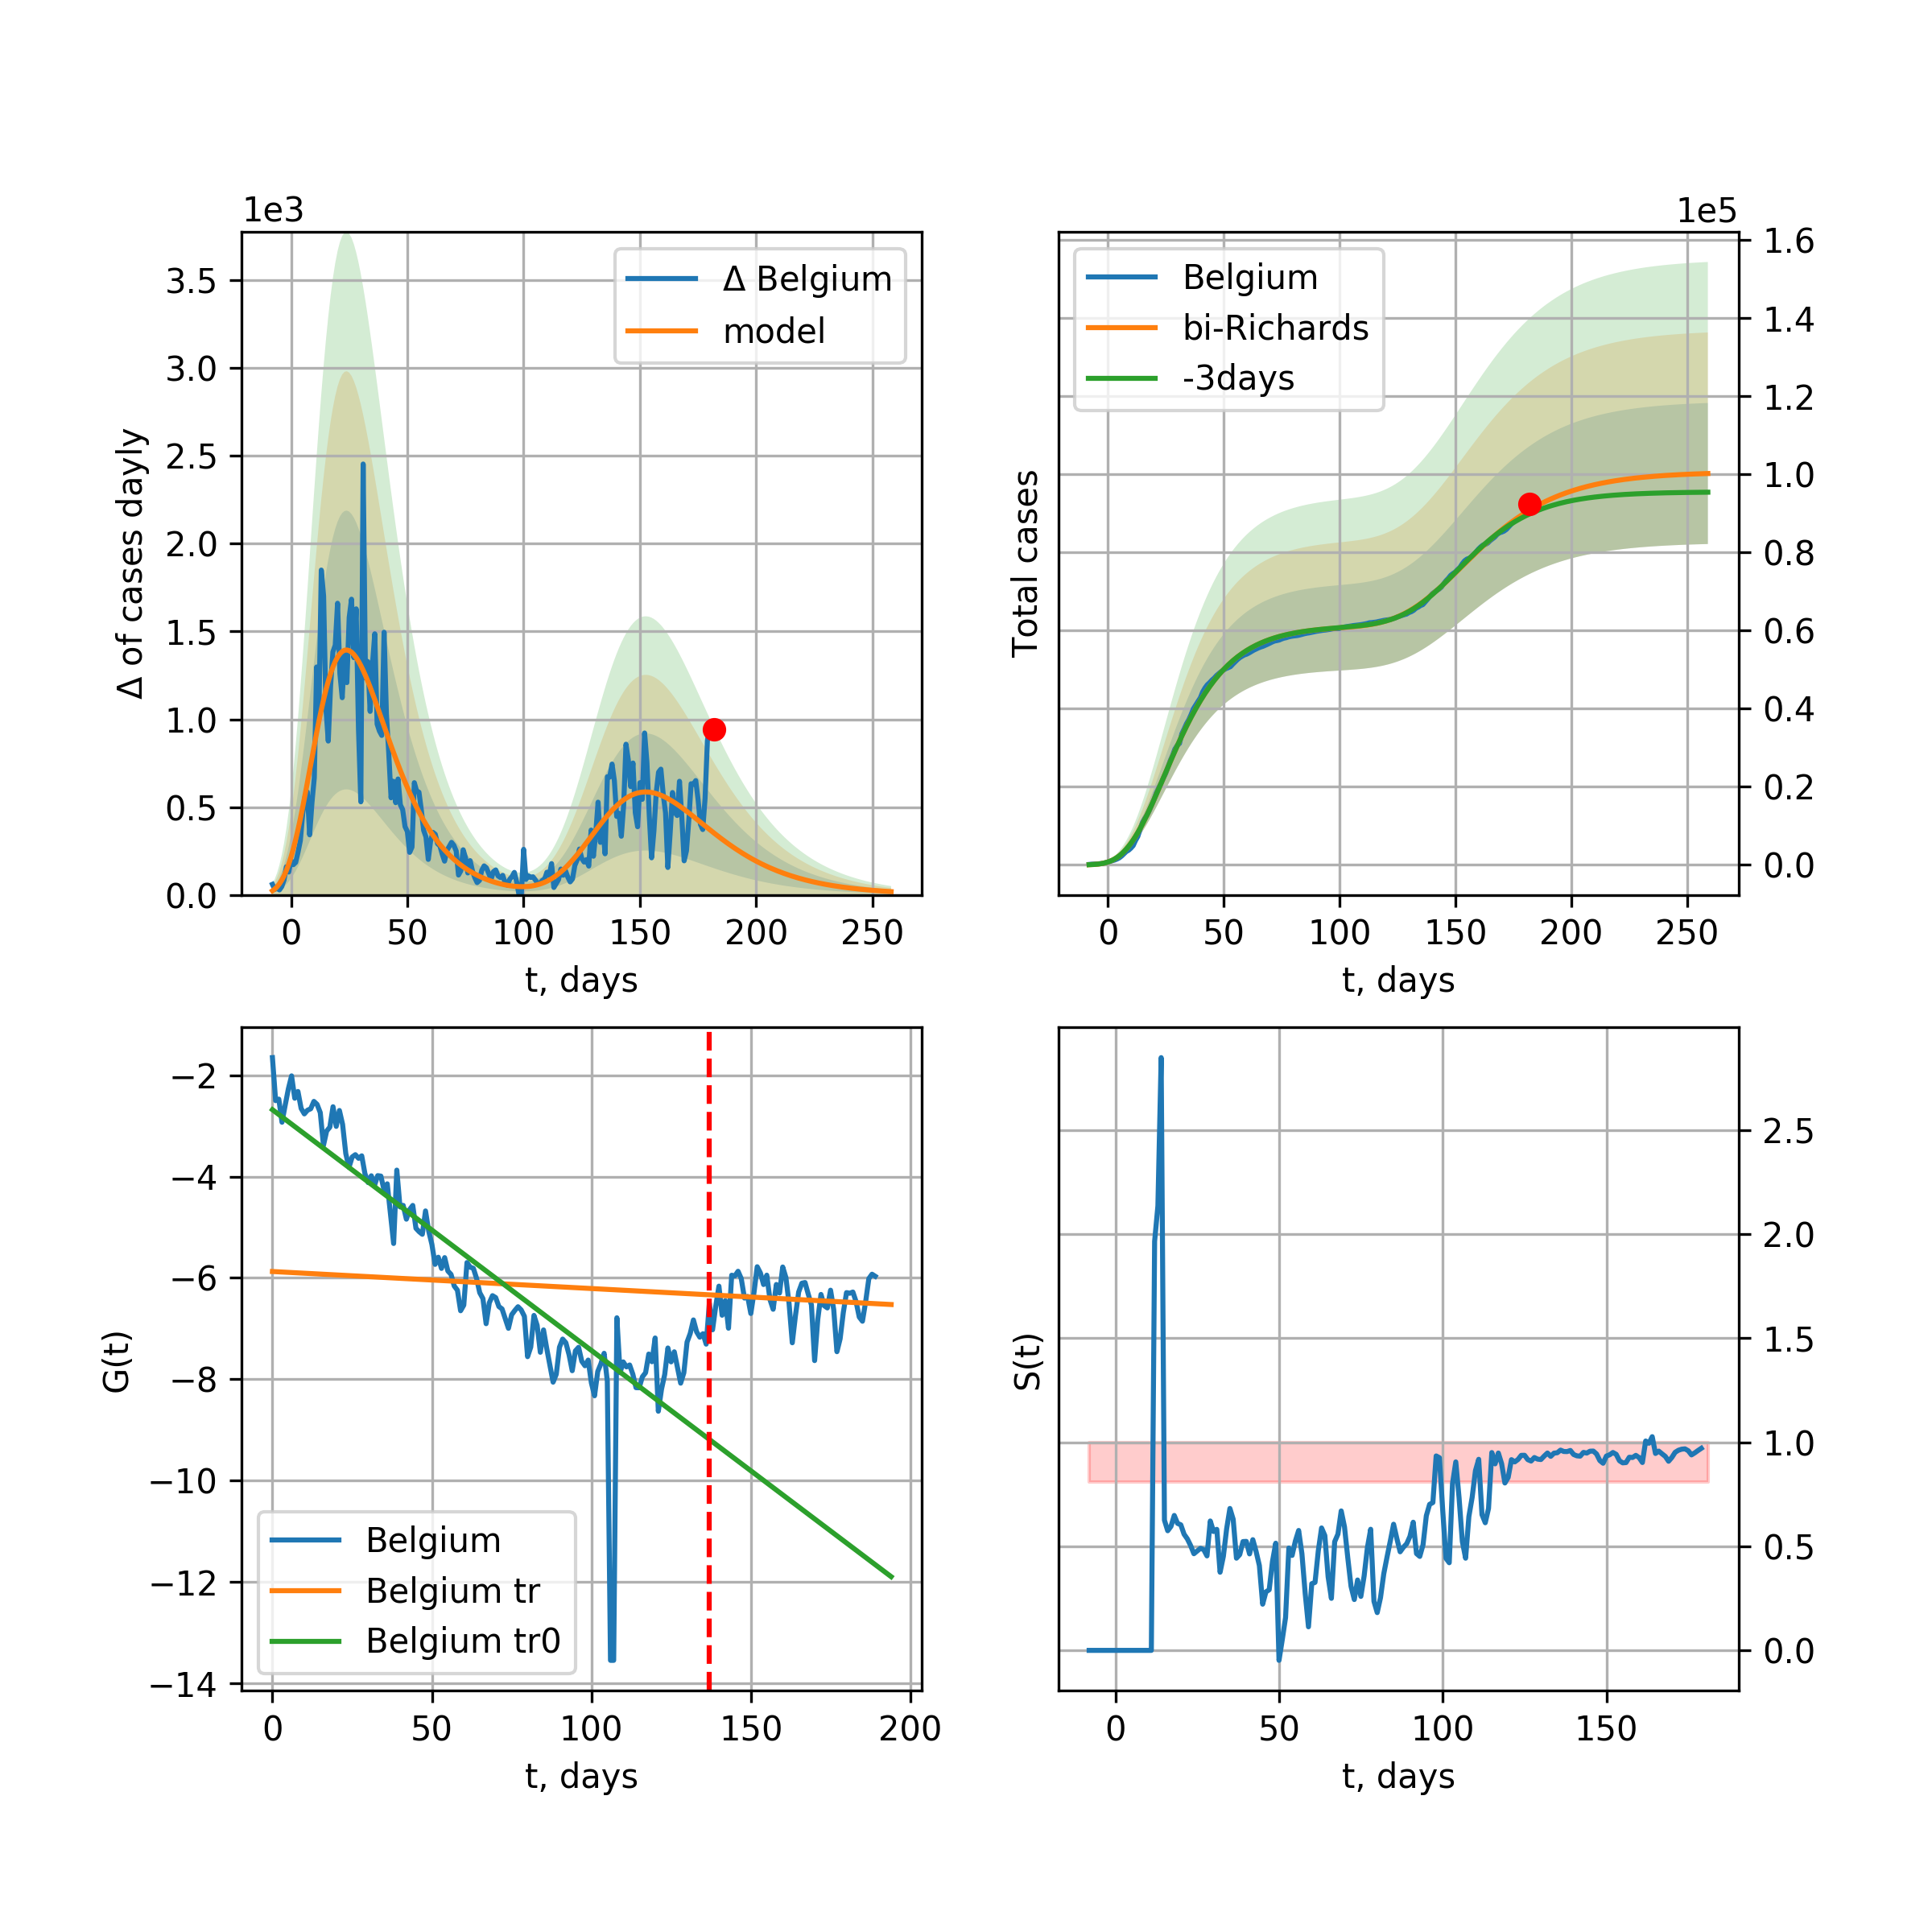 1e3
Δ of cases dayly
3.5
3.0
2.5
2.0
1.5
1.0
0.5
0.0
Δ Belgium
model
0 50 100 150 200 250
t, days
1e5
Total cases
Belgium
bi-Richards
-3days
1.6
1.4
1.2
1.0
0.8
0.6
0.4
0.2
0.0
0 50 100 150 200 250
t, days
G(t)
−2
−4
−6
−8
−10
−12
−14
Belgium
Belgium tr
Belgium tr0
0 50 100 150 200
t, days
S(t)
2.5
2.0
1.5
1.0
0.5
0.0
0 50 100 150
t, days